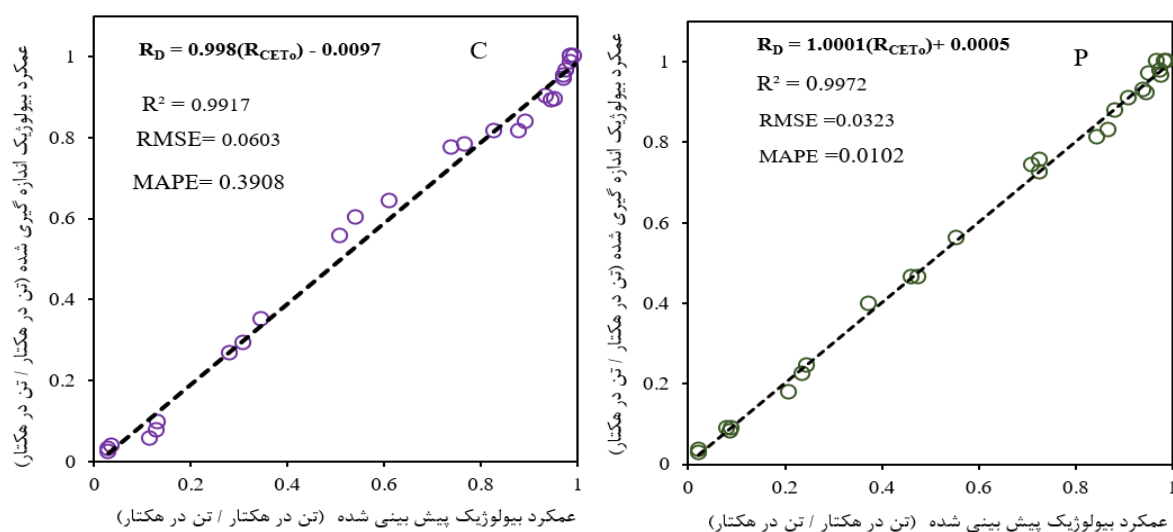 R_D = 0.998(R_CETo) - 0.0097
C
R² = 0.9917
RMSE= 0.0603
MAPE= 0.3908
1
0.8
0.6
0.4
0.2
0
0
0.2
0.4
0.6
0.8
1
عمکرد بیولوژیک اندازه گیری شده (تن در هکتار / تن در هکتار)
عمکرد بیولوژیک پیش بینی شده (تن در هکتار / تن در هکتار)
R_D = 1.0001(R_CETo)+ 0.0005
P
R² = 0.9972
RMSE =0.0323
MAPE =0.0102
1
0.8
0.6
0.4
0.2
0
0
0.2
0.4
0.6
0.8
1
عمکرد بیولوژیک اندازه گیری شده (تن در هکتار / تن در هکتار)
عمکرد بیولوژیک پیش بینی شده (تن در هکتار / تن در هکتار)